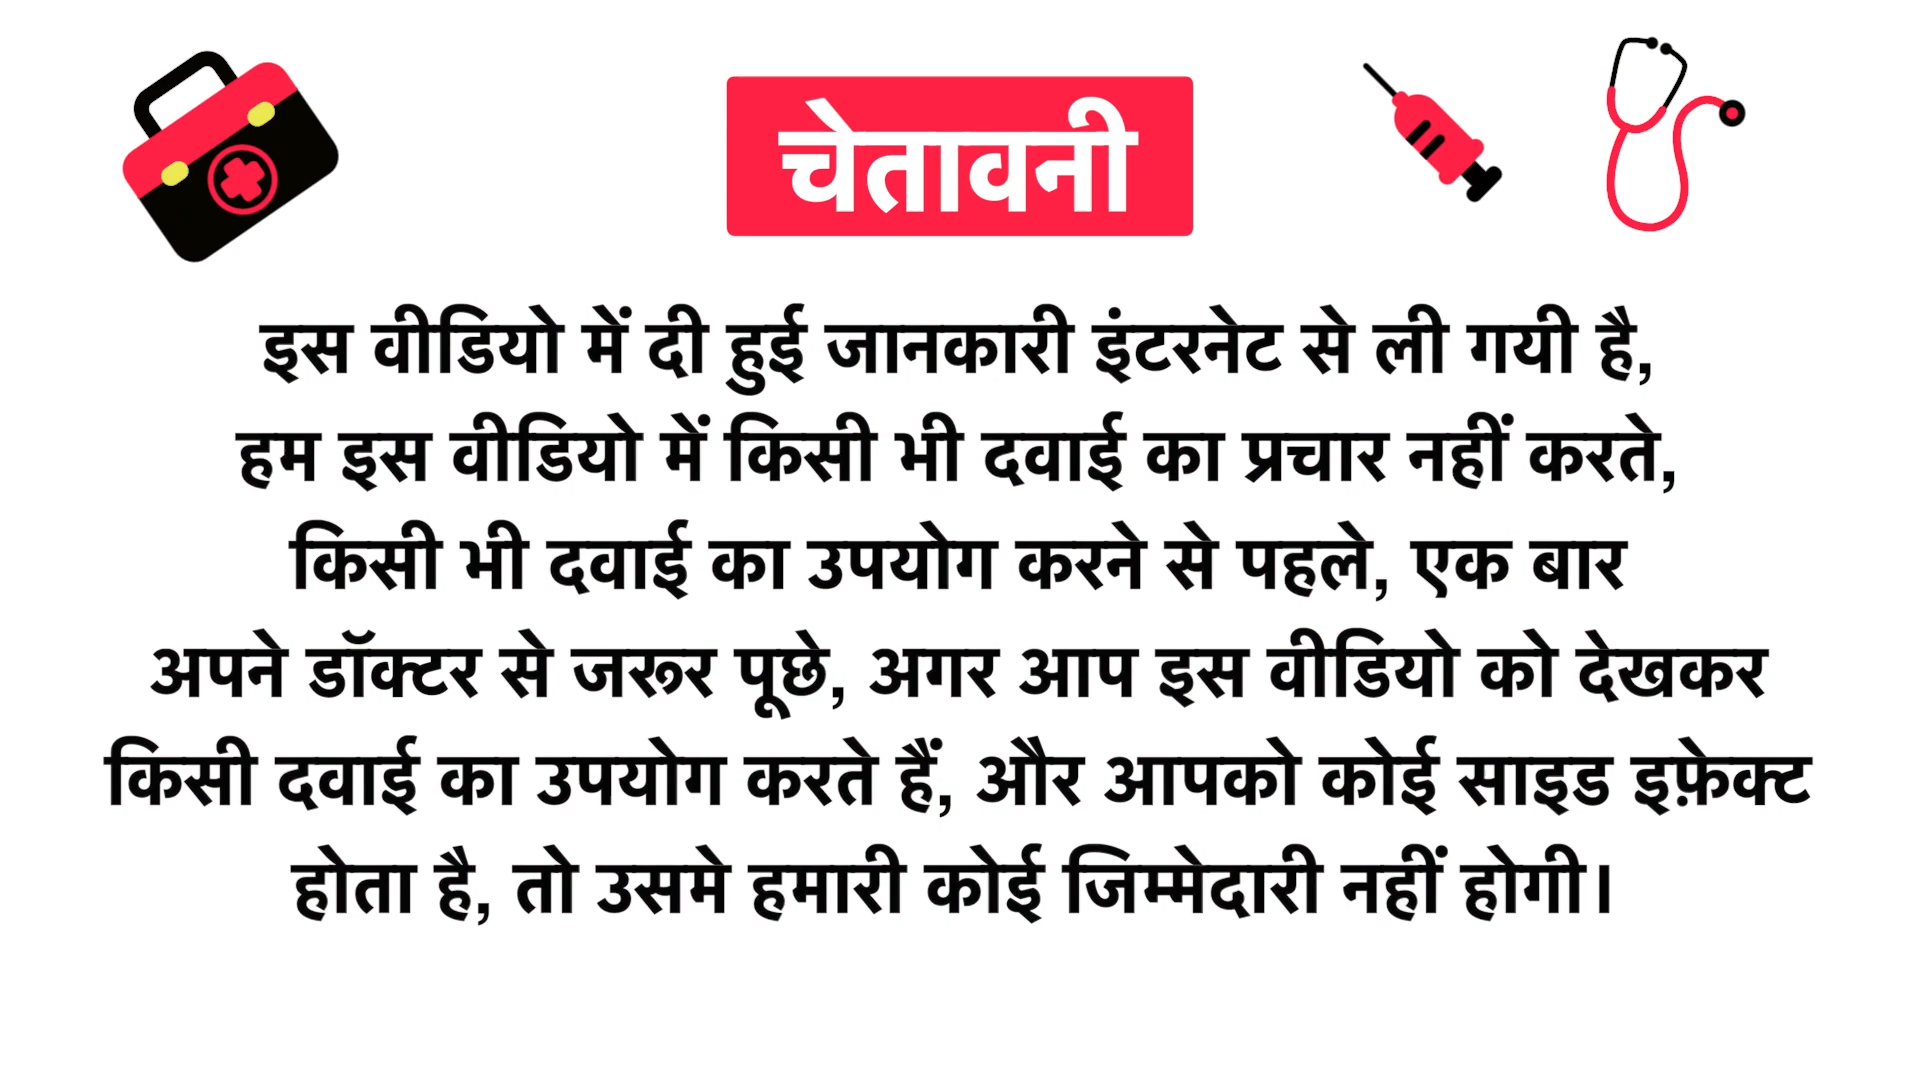 चेतावनी
इस वीडियो में दी हुई जानकारी इंटरनेट से ली गयी है,
हम इस वीडियो में किसी भी दवाई का प्रचार नहीं करते,
किसी भी दवाई का उपयोग करने से पहले, एक बार
अपने डॉक्टर से जरूर पूछे, अगर आप इस वीडियो को देखकर
किसी दवाई का उपयोग करते हैं, और आपको कोई साइड इफ़ेक्ट
होता है, तो उसमे हमारी कोई जिम्मेदारी नहीं होगी।